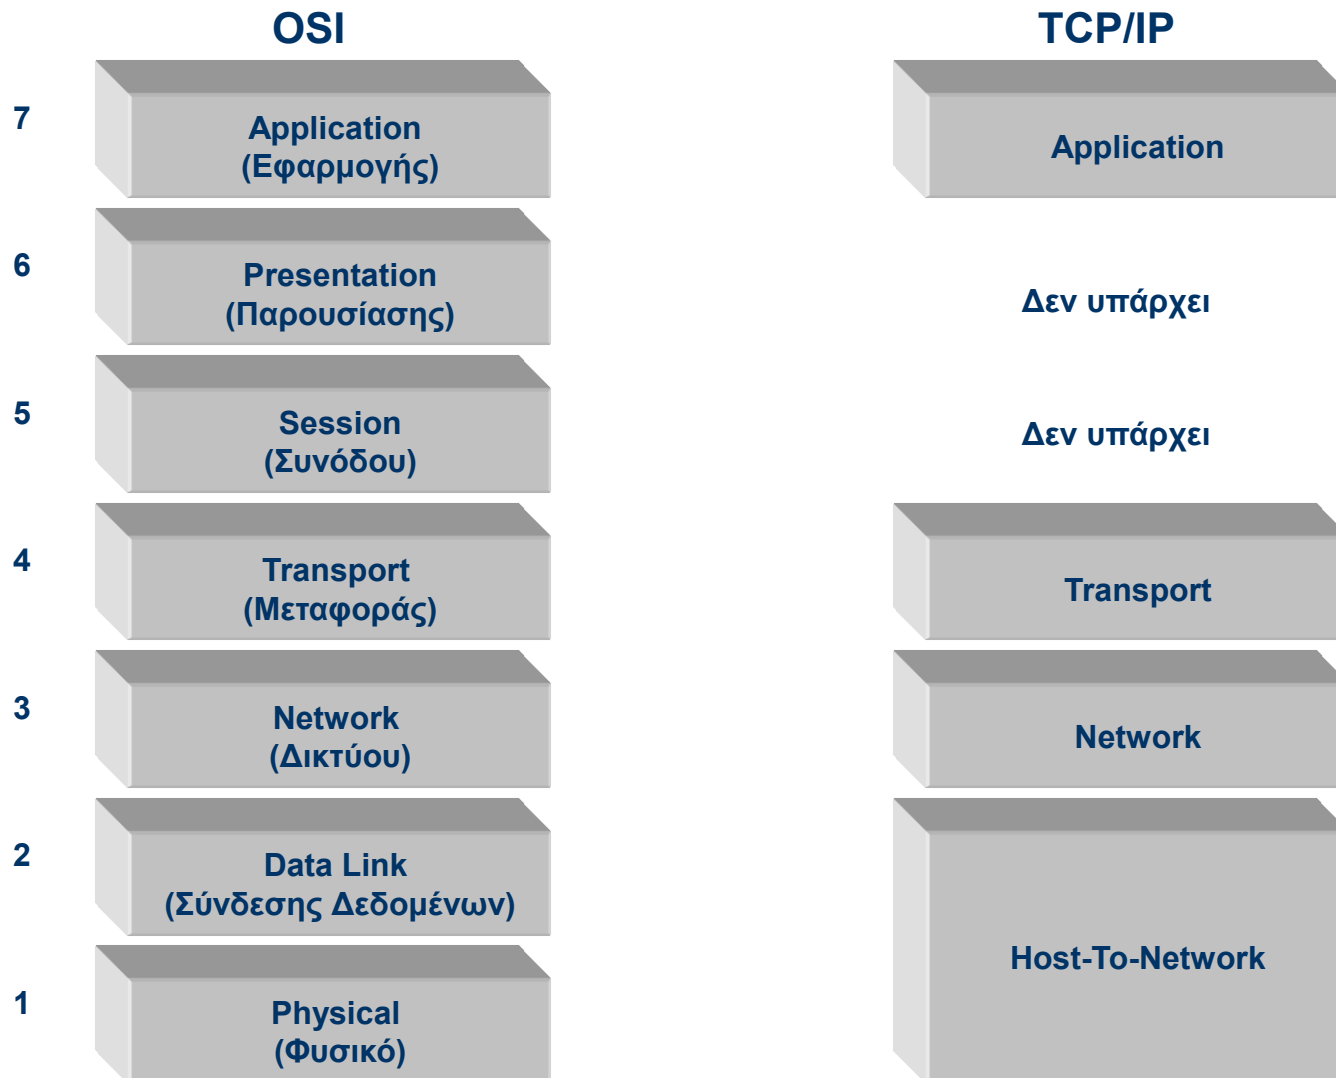 OSI
TCP/IP
7
Application
(Εφαρμογής)
Application
6
Presentation
(Παρουσίασης)
Δεν υπάρχει
5
Session
(Συνόδου)
Δεν υπάρχει
4
Transport
(Μεταφοράς)
Transport
3
Network
(Δικτύου)
Network
2
Data Link
(Σύνδεσης Δεδομένων)
Host-To-Network
1
Physical
(Φυσικό)